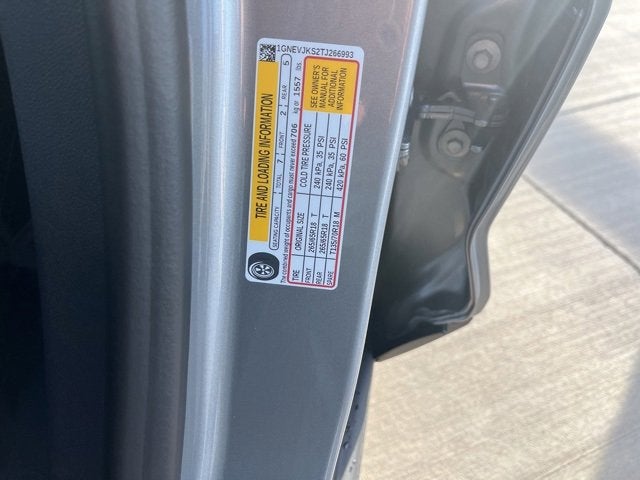 1GNEVJKS2TJ266993
TIRE AND LOADING INFORMATION
SEATING CAPACITY TOTAL 7 FRONT 2 REAR 5
The combined weight of occupants and cargo must never exceed 706 kg or 1557 lbs.
TIRE ORIGINAL SIZE COLD TIRE PRESSURE
FRONT 265/65R18 T 240 kPa, 35 PSI
REAR 265/65R18 T 240 kPa, 35 PSI
SPARE T135/70R18 M 420 kPa, 60 PSI
SEE OWNER'S
MANUAL FOR
ADDITIONAL
INFORMATION